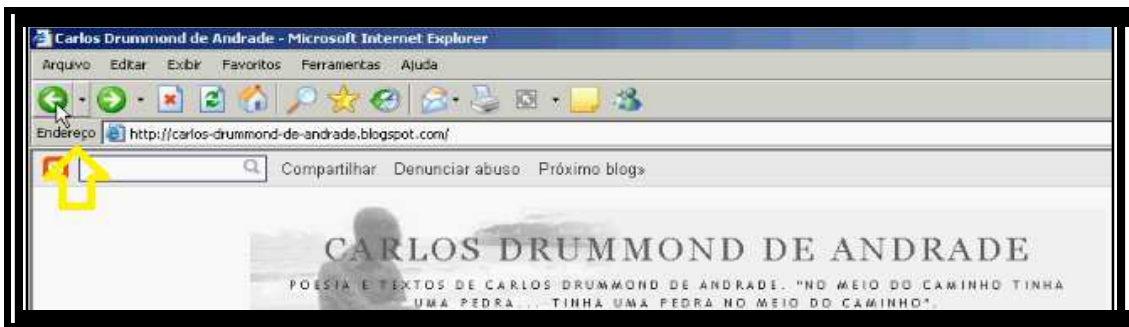 Carlos Drummond de Andrade - Microsoft Internet Explorer
Arquivo Editar Exibir Favoritos Ferramentas Ajuda
Endereço http://carlos-drummond-de-andrade.blogspot.com/
Compartilhar Denunciar abuso Próximo blog»
CARLOS DRUMMOND DE ANDRADE
POESIA E TEXTOS DE CARLOS DRUMMOND DE ANDRADE. "NO MEIO DO CAMINHO TINHA
UMA PEDRA... TINHA UMA PEDRA NO MEIO DO CAMINHO".